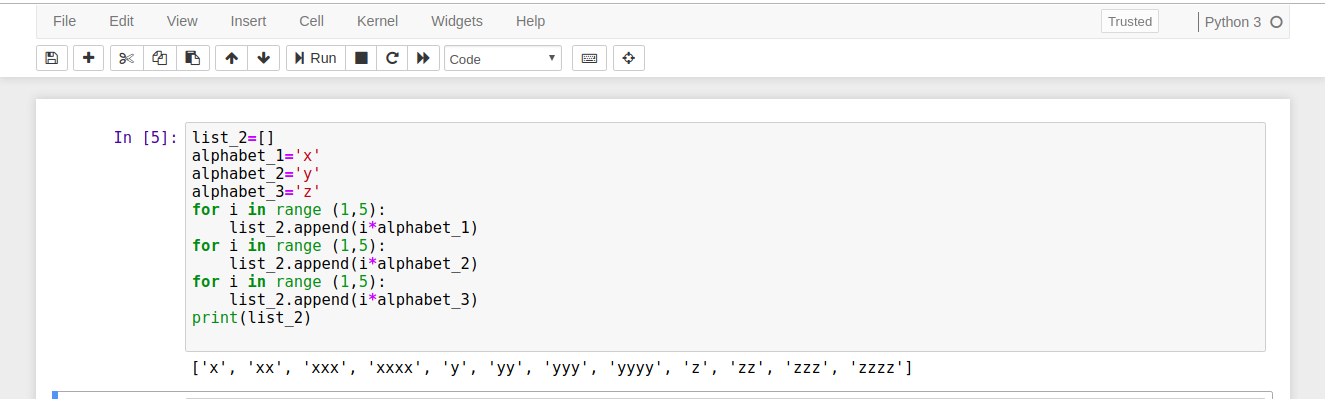 File Edit View Insert Cell Kernel Widgets Help Trusted Python 3
Run Code
In [5]: list_2=[]
alphabet_1='x'
alphabet_2='y'
alphabet_3='z'
for i in range (1,5):
    list_2.append(i*alphabet_1)
for i in range (1,5):
    list_2.append(i*alphabet_2)
for i in range (1,5):
    list_2.append(i*alphabet_3)
print(list_2)
['x', 'xx', 'xxx', 'xxxx', 'y', 'yy', 'yyy', 'yyyy', 'z', 'zz', 'zzz', 'zzzz']